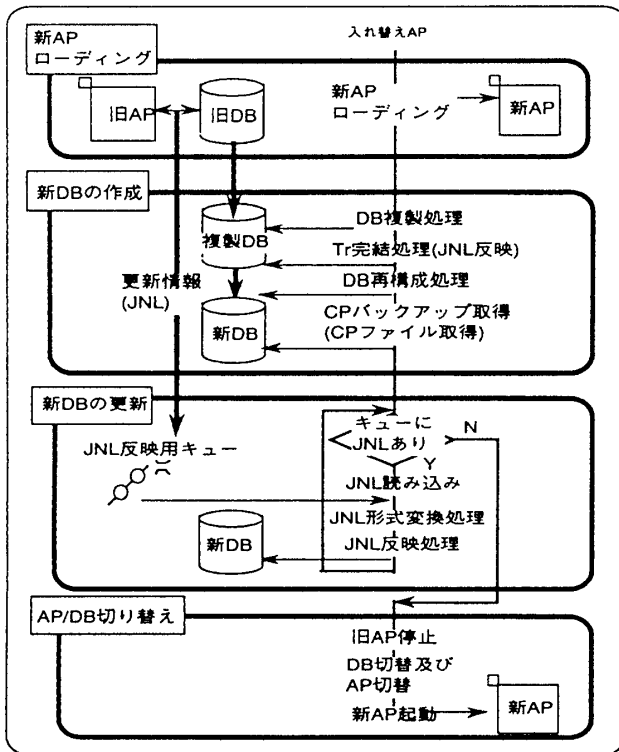 入れ替えAP
新AP
ローディング
旧AP
旧DB
新AP
ローディング
新AP
新DBの作成
複製DB
DB複製処理
Tr完結処理(JNL反映)
更新情報
(JNL)
DB再構成処理
新DB
CPバックアップ取得
(CPファイル取得)
新DBの更新
キューに
JNLあり
N
Y
JNL反映用キュー
JNL読み込み
JNL形式変換処理
新DB
JNL反映処理
AP/DB切り替え
旧AP停止
DB切替及び
AP切替
新AP起動
新AP